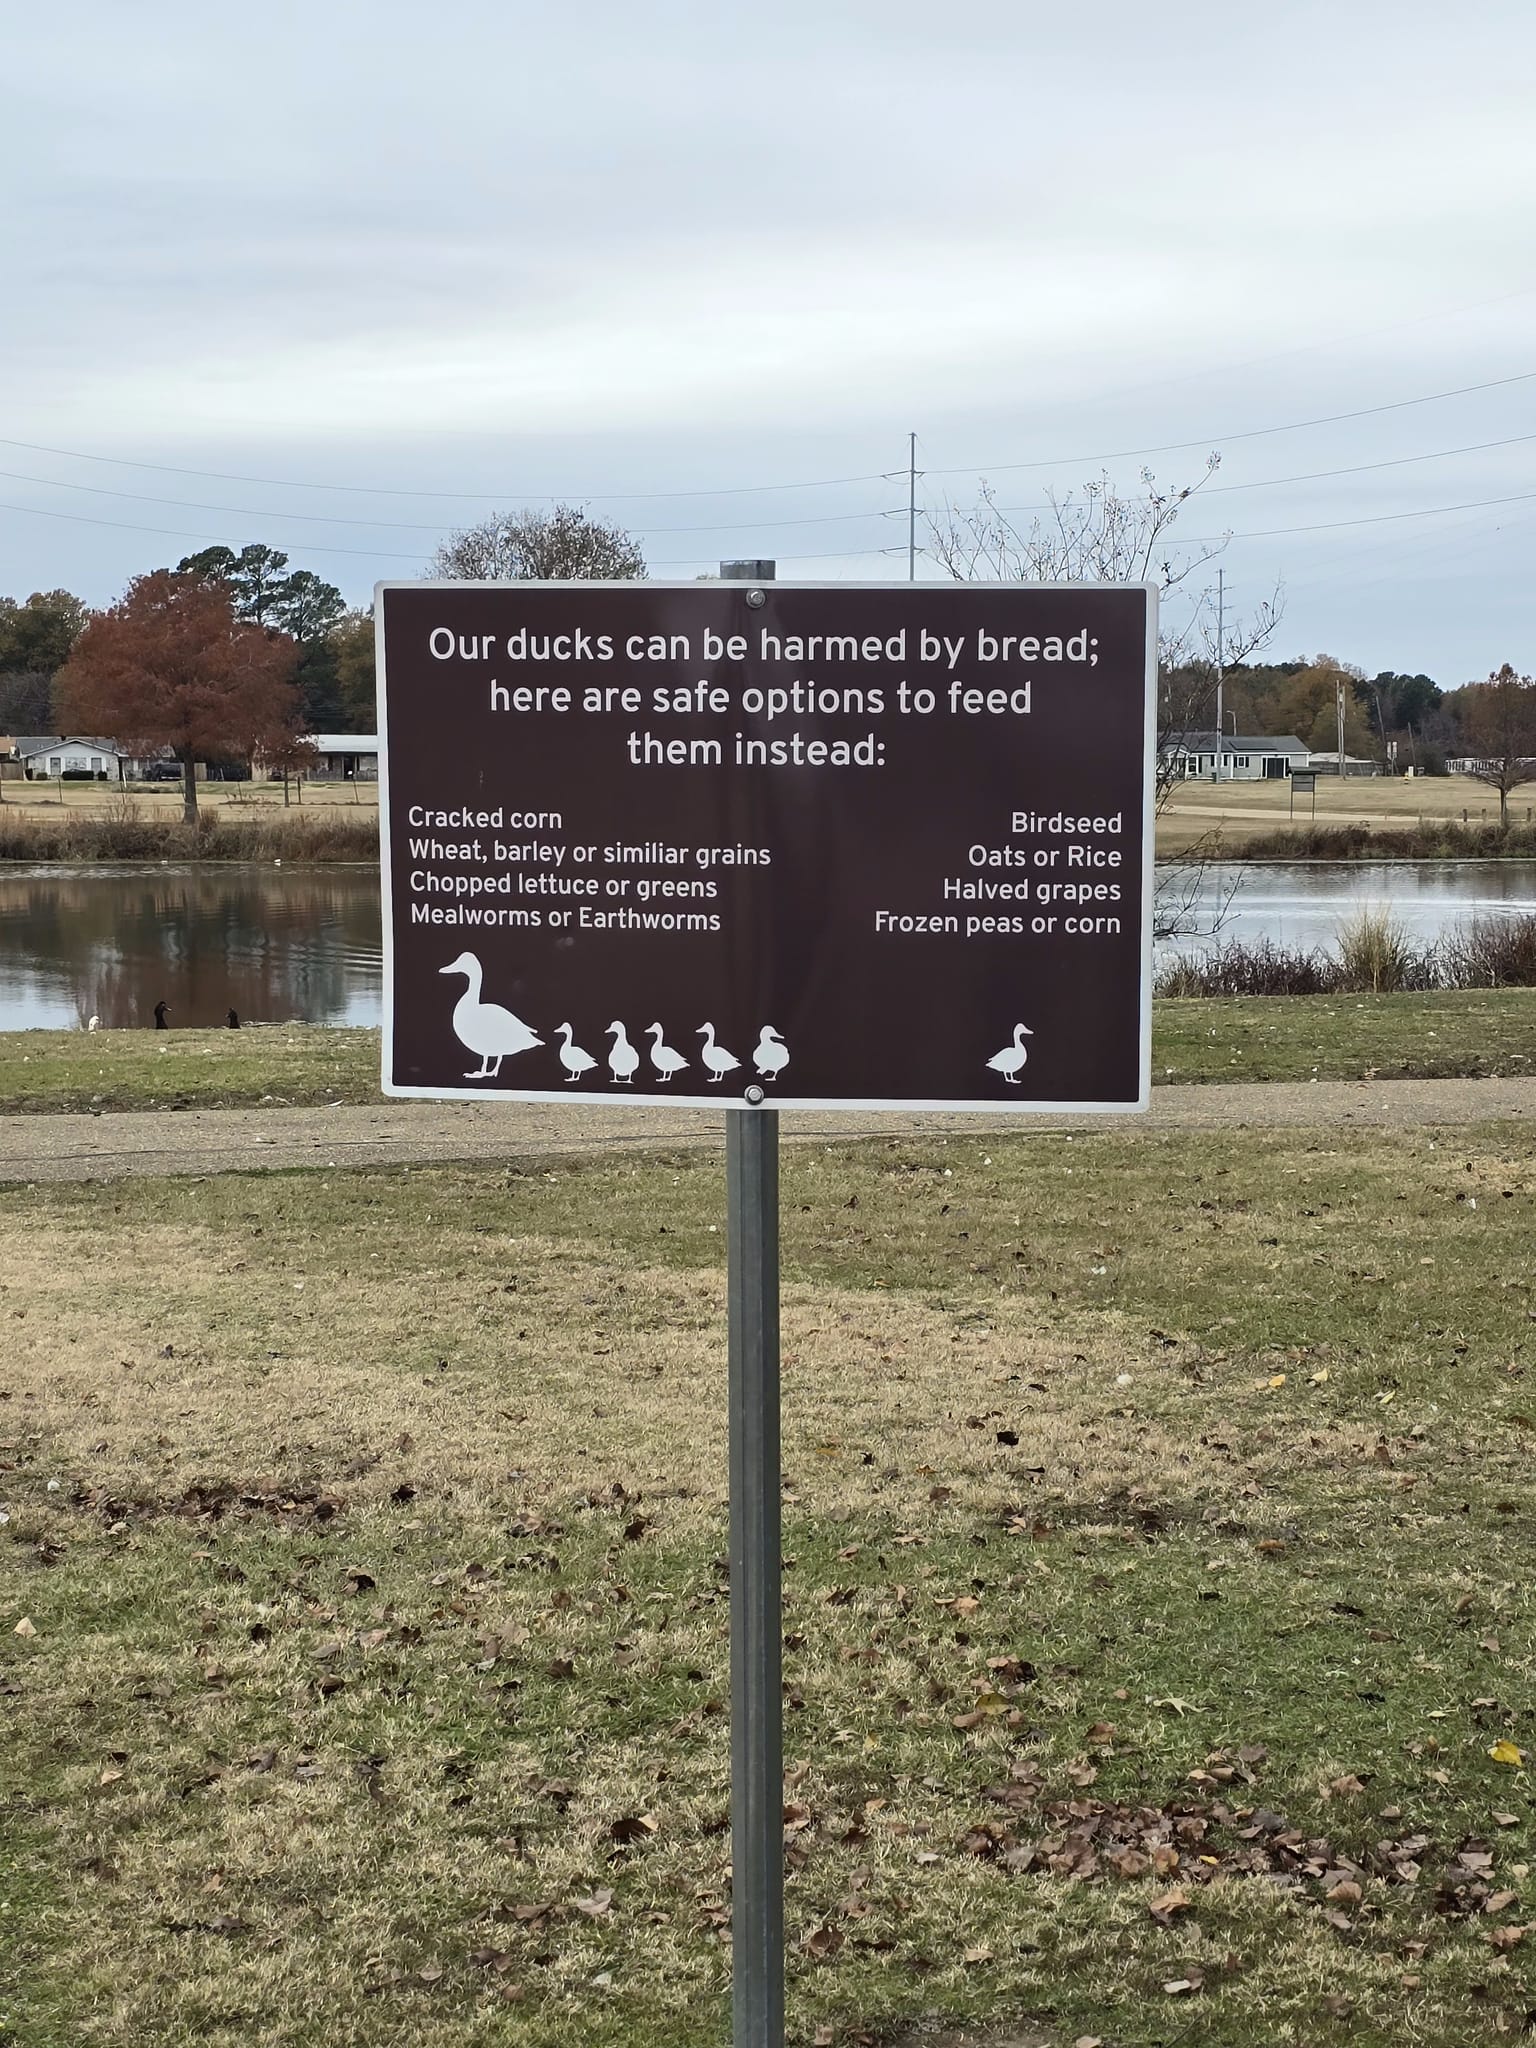 Our ducks can be harmed by bread;
here are safe options to feed
them instead:
Cracked corn
Wheat, barley or similiar grains
Chopped lettuce or greens
Mealworms or Earthworms
Birdseed
Oats or Rice
Halved grapes
Frozen peas or corn